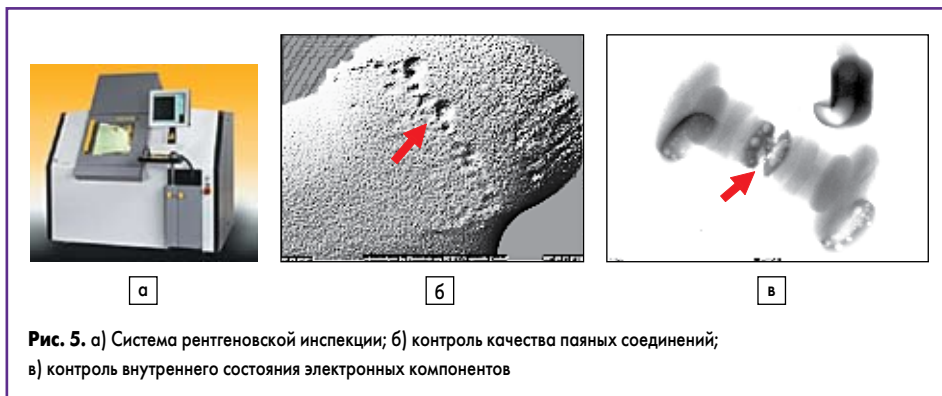 а
б
в
Рис. 5. а) Система рентгеновской инспекции; б) контроль качества паяных соединений;
в) контроль внутреннего состояния электронных компонентов